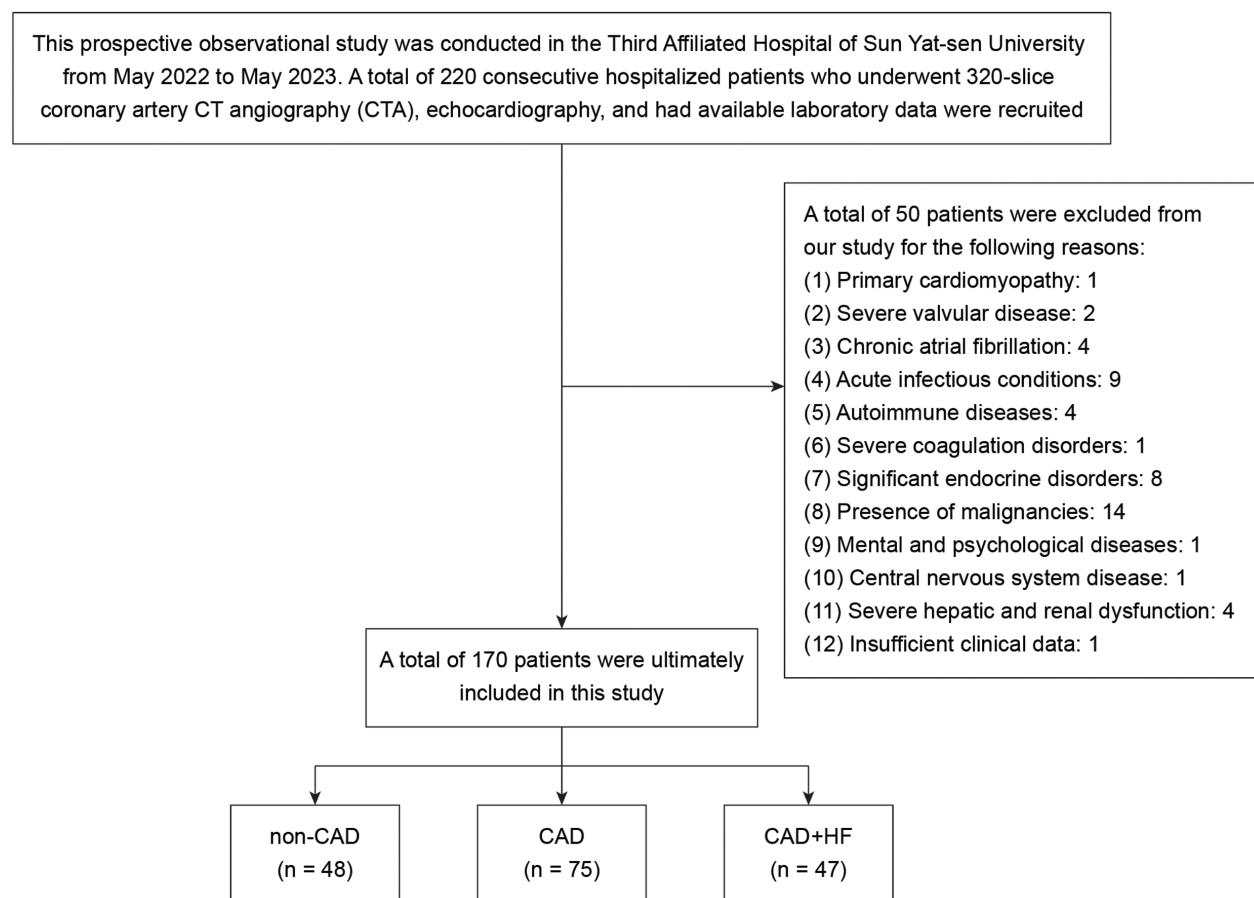 This prospective observational study was conducted in the Third Affiliated Hospital of Sun Yat-sen University
from May 2022 to May 2023. A total of 220 consecutive hospitalized patients who underwent 320-slice
coronary artery CT angiography (CTA), echocardiography, and had available laboratory data were recruited
A total of 50 patients were excluded from
our study for the following reasons:
(1) Primary cardiomyopathy: 1
(2) Severe valvular disease: 2
(3) Chronic atrial fibrillation: 4
(4) Acute infectious conditions: 9
(5) Autoimmune diseases: 4
(6) Severe coagulation disorders: 1
(7) Significant endocrine disorders: 8
(8) Presence of malignancies: 14
(9) Mental and psychological diseases: 1
(10) Central nervous system disease: 1
(11) Severe hepatic and renal dysfunction: 4
(12) Insufficient clinical data: 1
A total of 170 patients were ultimately
included in this study
non-CAD
(n = 48)
CAD
(n = 75)
CAD+HF
(n = 47)